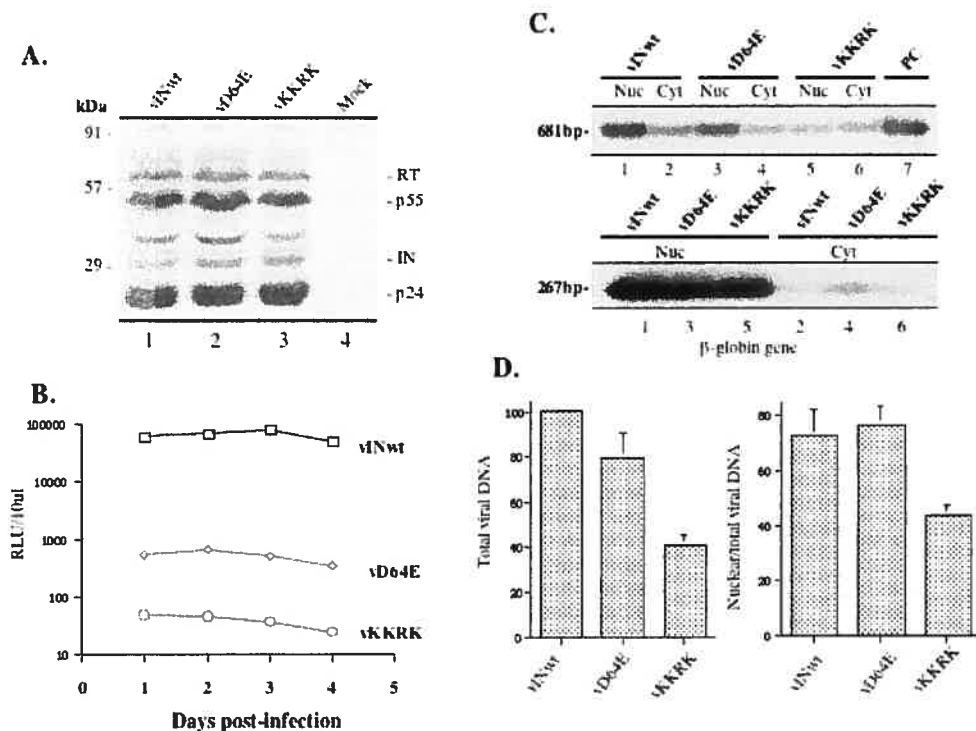 A.
kDa
vINwt
vD64E
vKKRK
Mock
91 -
57 -
29 -
- RT
- p55
- IN
- p24
1 2 3 4
B.
RLU/10µl
100000
10000
1000
100
10
vINwt
vD64E
vKKRK
0 1 2 3 4 5
Days post-infection
C.
vINwt
vD64E
vKKRK
PC
Nuc Cyt Nuc Cyt Nuc Cyt
681bp-
1 2 3 4 5 6 7
vINwt
vD64E
vKKRK
vINwt
vD64E
vKKRK
Nuc Cyt
267bp-
1 3 5 2 4 6
β-globin gene
D.
Total viral DNA
100
80
60
40
20
0
vINwt
vD64E
vKKRK
Nuclear/total viral DNA
80
60
40
20
0
vINwt
vD64E
vKKRK